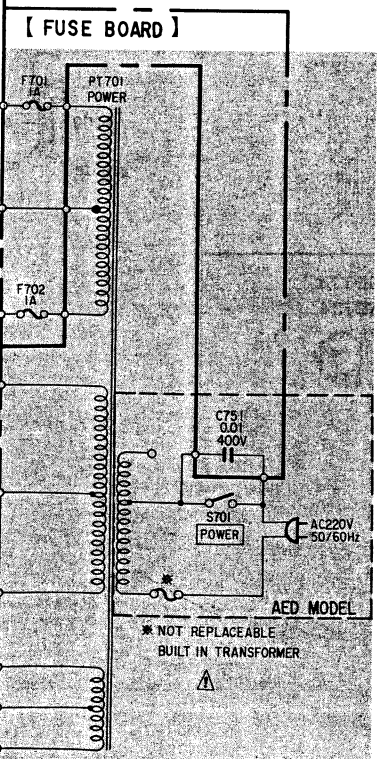 【 FUSE BOARD 】
F701
1A
PT701
POWER
F702
1A
C751
0.01
400V
S701
POWER
AC220V
50/60Hz
※
AED MODEL
※ NOT REPLACEABLE
BUILT IN TRANSFORMER